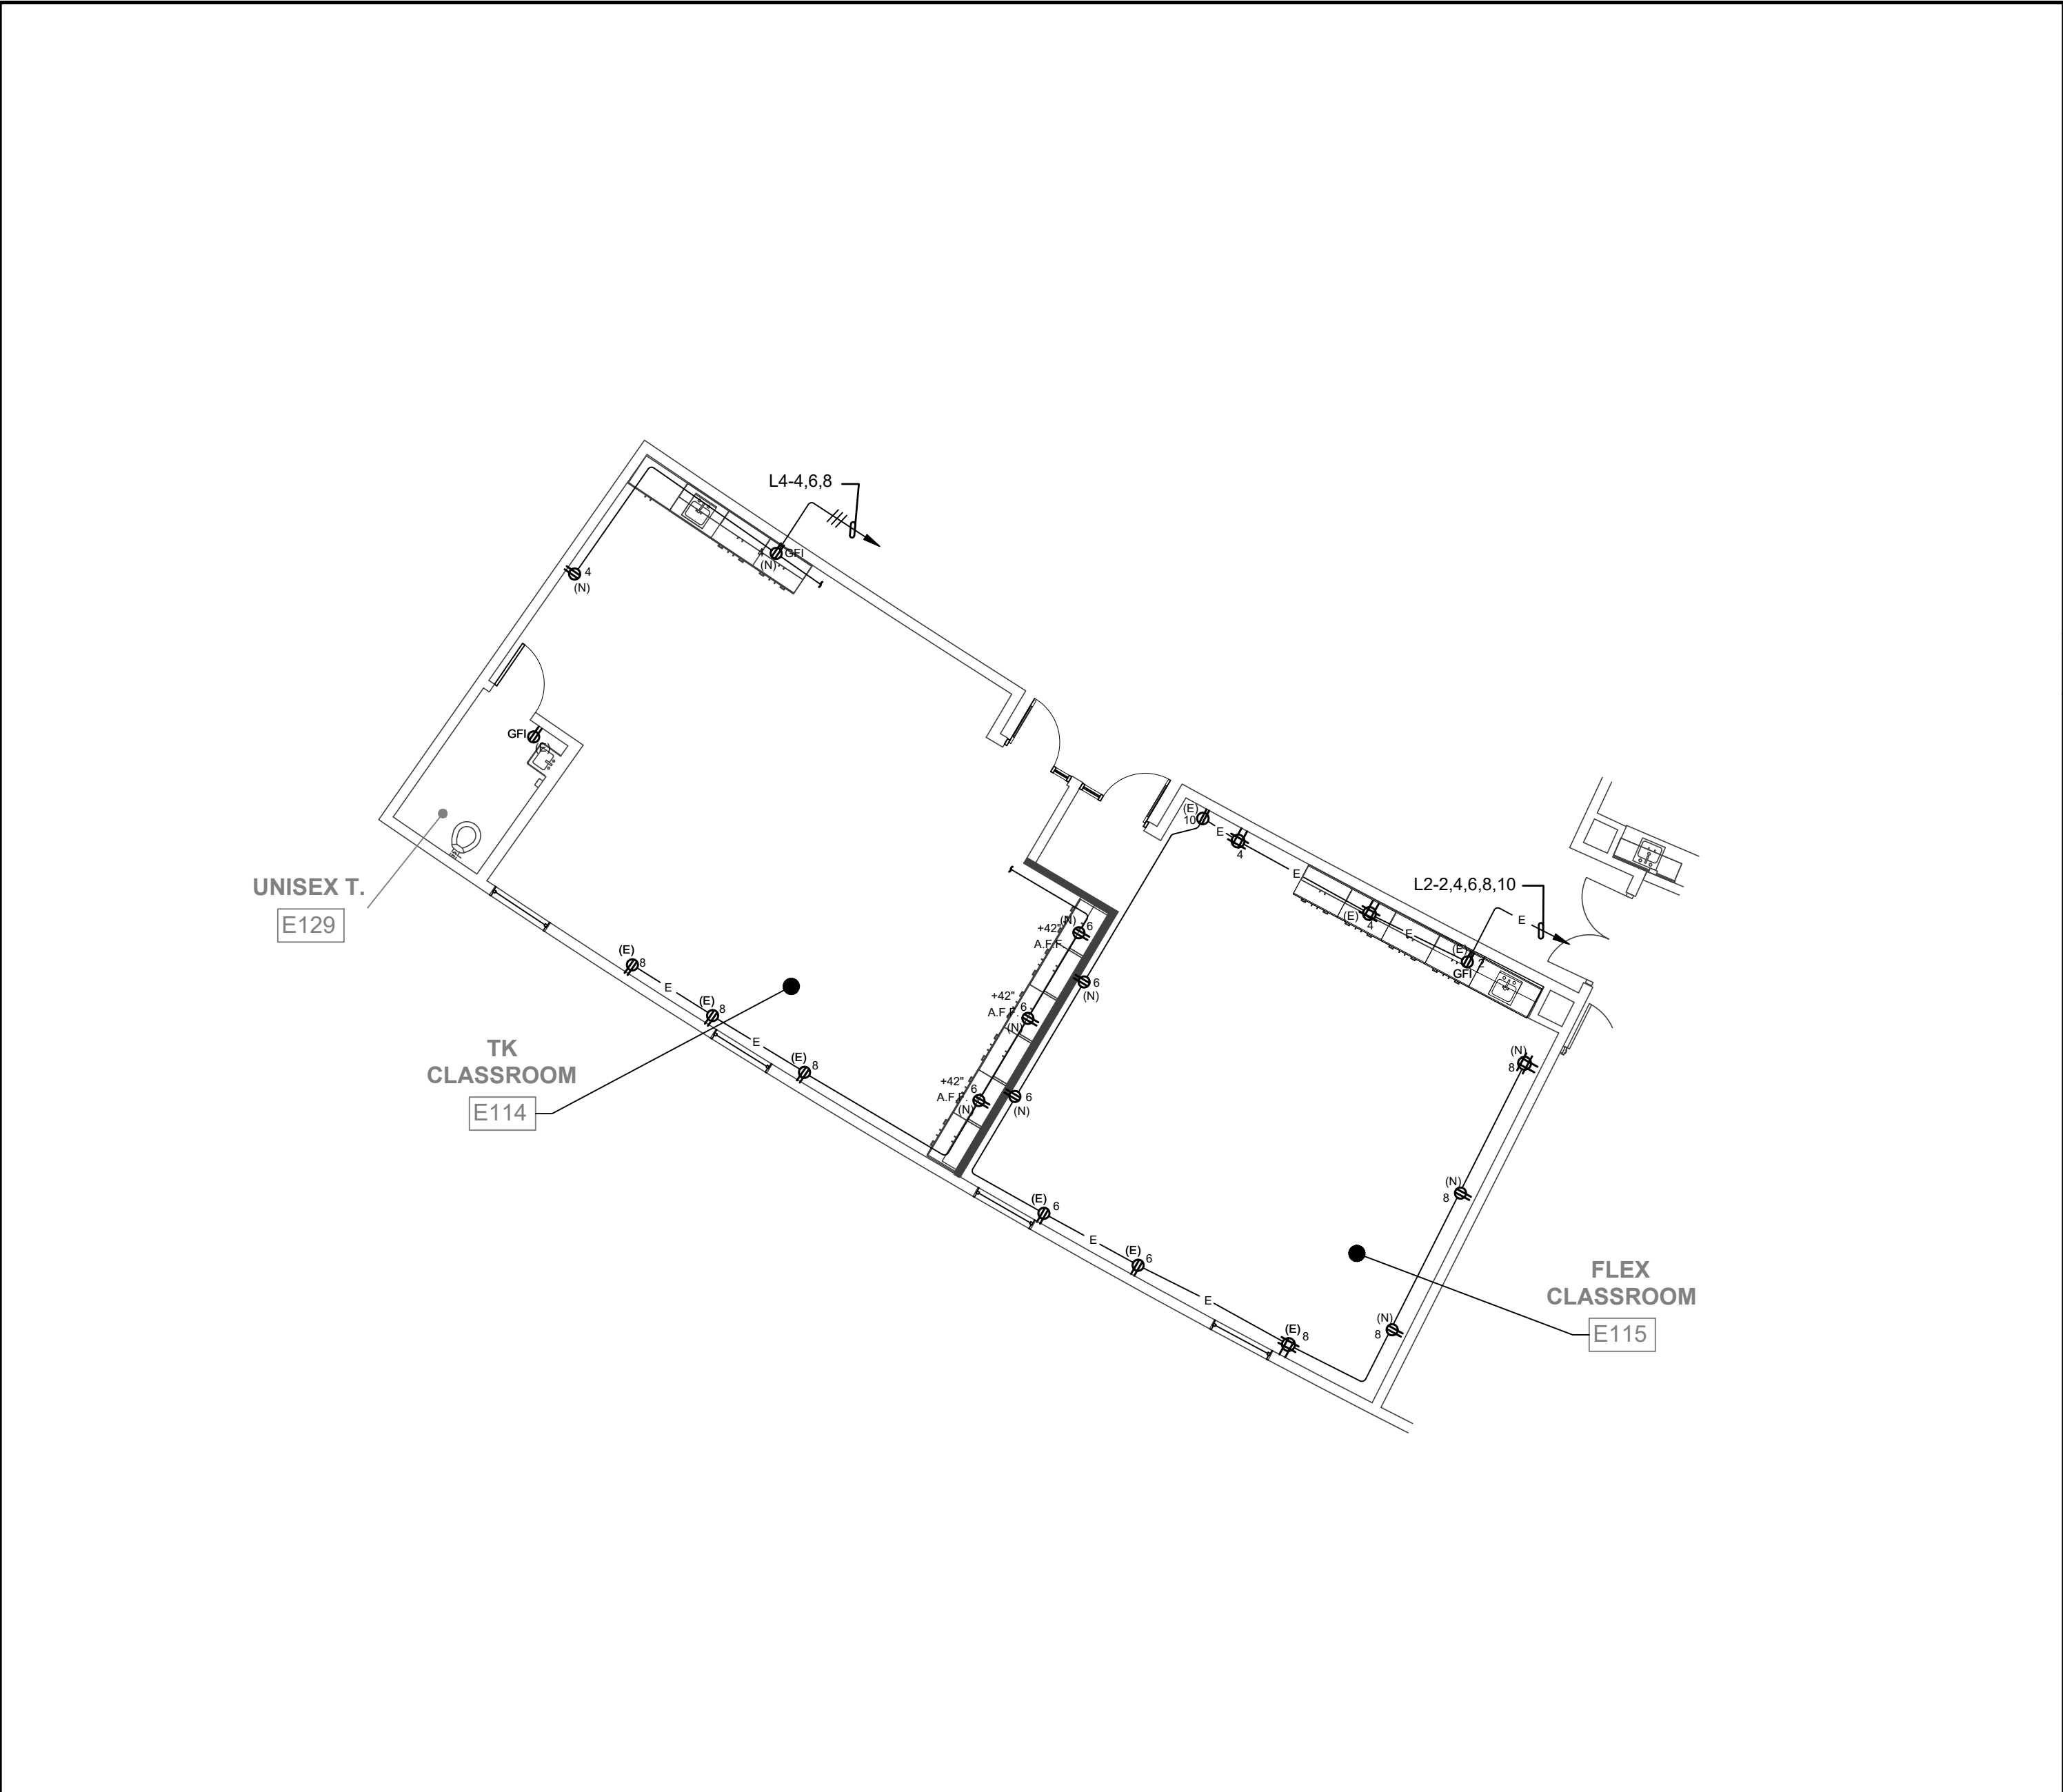 L4-4,6,8
4
GFI
(N)
4
(N)
GFI
(E)
(E)
10
E
4
E
L2-2,4,6,8,10
E
(E)
4
E
(E)
2
GFI
UNISEX T.
E129
(N)
+42"
6
A.F.F.
(E)
8
E
6
(N)
+42"
A.F.F.
6
(N)
(E)
8
E
(E)
8
TK
CLASSROOM
E114
+42"
A.F.F.
6
(N)
6
(N)
(N)
8
(E)
6
E
(E)
6
E
(N)
8
(E)
8
(N)
8
FLEX
CLASSROOM
E115